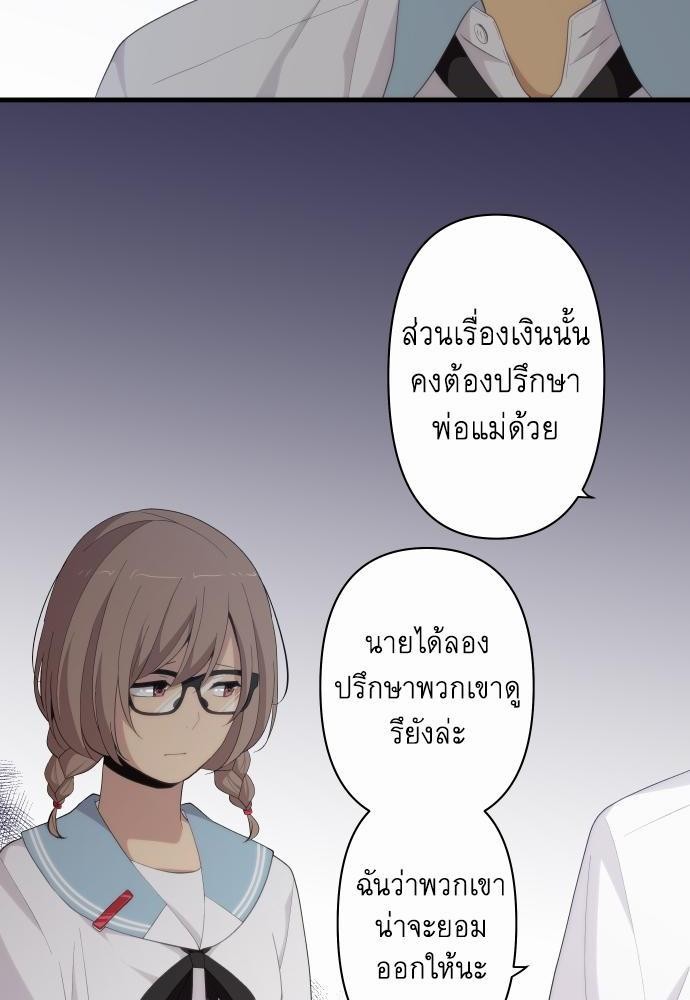 ส่วนเรื่องเงินนั้น
คงต้องปรึกษา
พ่อแม่ด้วย
นายได้ลอง
ปรึกษาพวกเขาดู
รึยังล่ะ
ฉันว่าพวกเขา
น่าจะยอม
ออกให้นะ